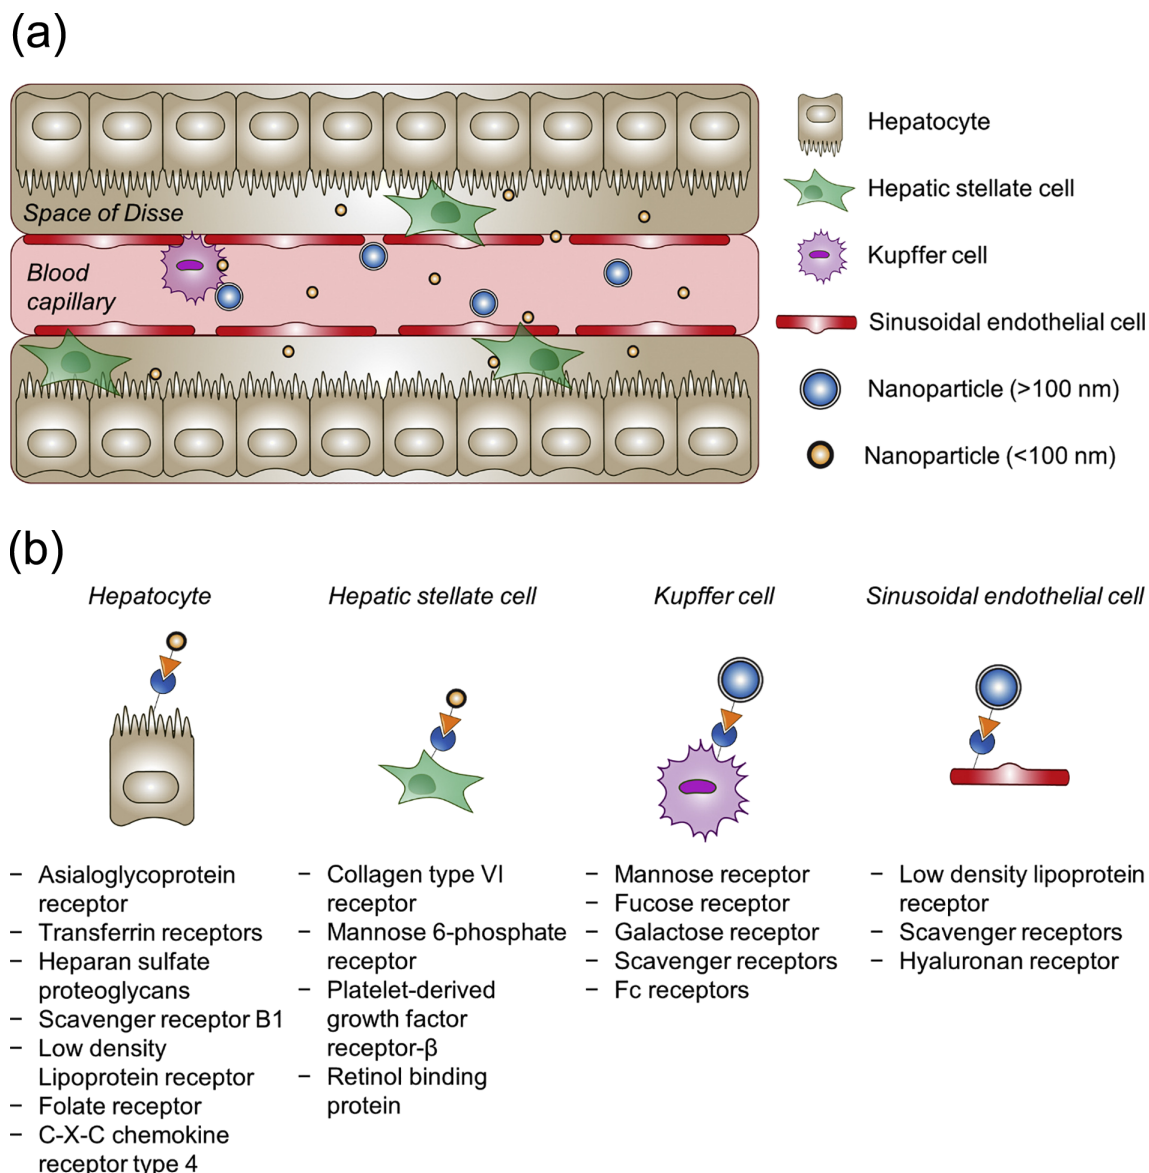 (a)
Space of Disse
Blood
capillary
Hepatocyte
Hepatic stellate cell
Kupffer cell
Sinusoidal endothelial cell
Nanoparticle (>100 nm)
Nanoparticle (<100 nm)
(b)
Hepatocyte
– Asialoglycoprotein
receptor
– Transferrin receptors
– Heparan sulfate
proteoglycans
– Scavenger receptor B1
– Low density
Lipoprotein receptor
– Folate receptor
– C-X-C chemokine
receptor type 4
Hepatic stellate cell
– Collagen type VI
receptor
– Mannose 6-phosphate
receptor
– Platelet-derived
growth factor
receptor-β
– Retinol binding
protein
Kupffer cell
– Mannose receptor
– Fucose receptor
– Galactose receptor
– Scavenger receptors
– Fc receptors
Sinusoidal endothelial cell
– Low density lipoprotein
receptor
– Scavenger receptors
– Hyaluronan receptor